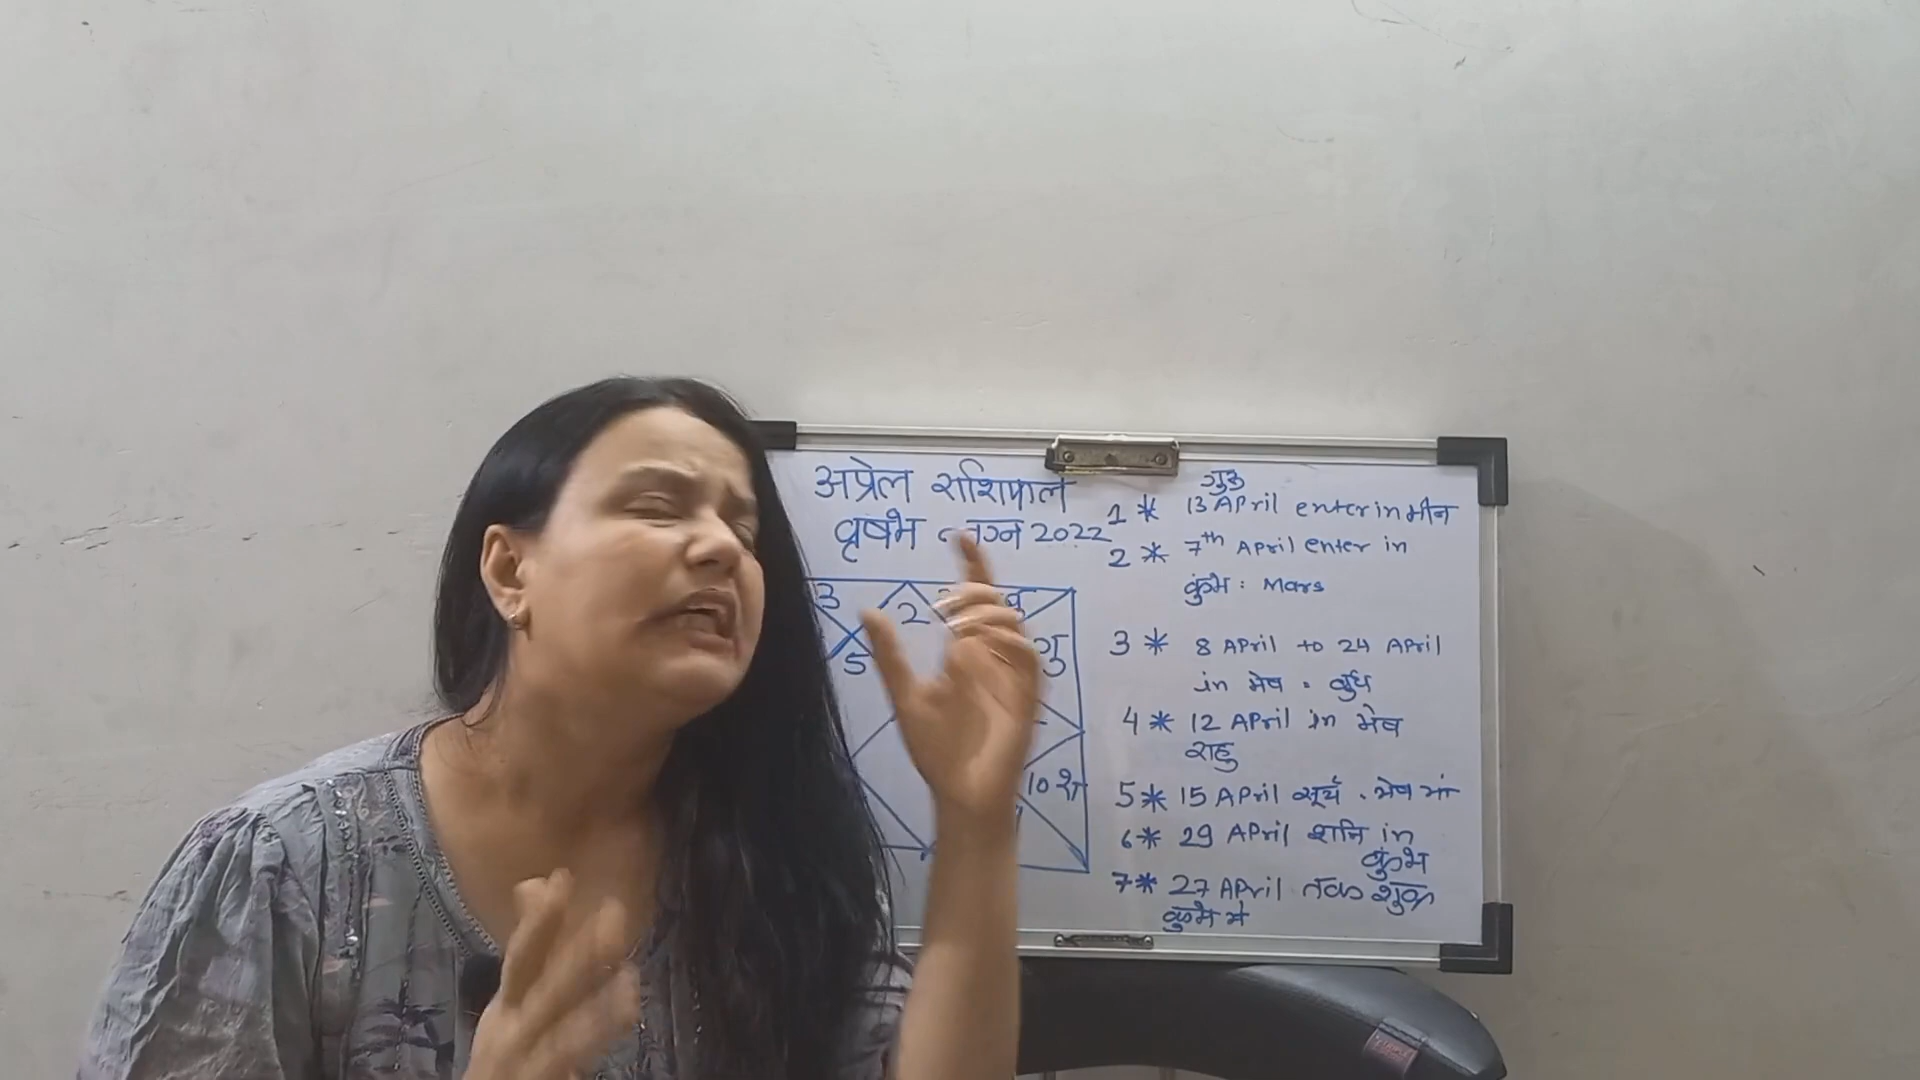 अप्रेल राशिफल
वृषभ लग्न 2022
3
2
5
गु
10 श
गुरु
1 * 13 April enter in मीन
2 * 7th April enter in
कुंभ : Mars
3 * 8 April to 24 April
in मेष = बुध
4 * 12 April in मेष
राहु
5 * 15 April सूर्य . मेष मां
6 * 29 April शनि in
कुंभ
7 * 27 April तक शुक्र
कुंभ मे